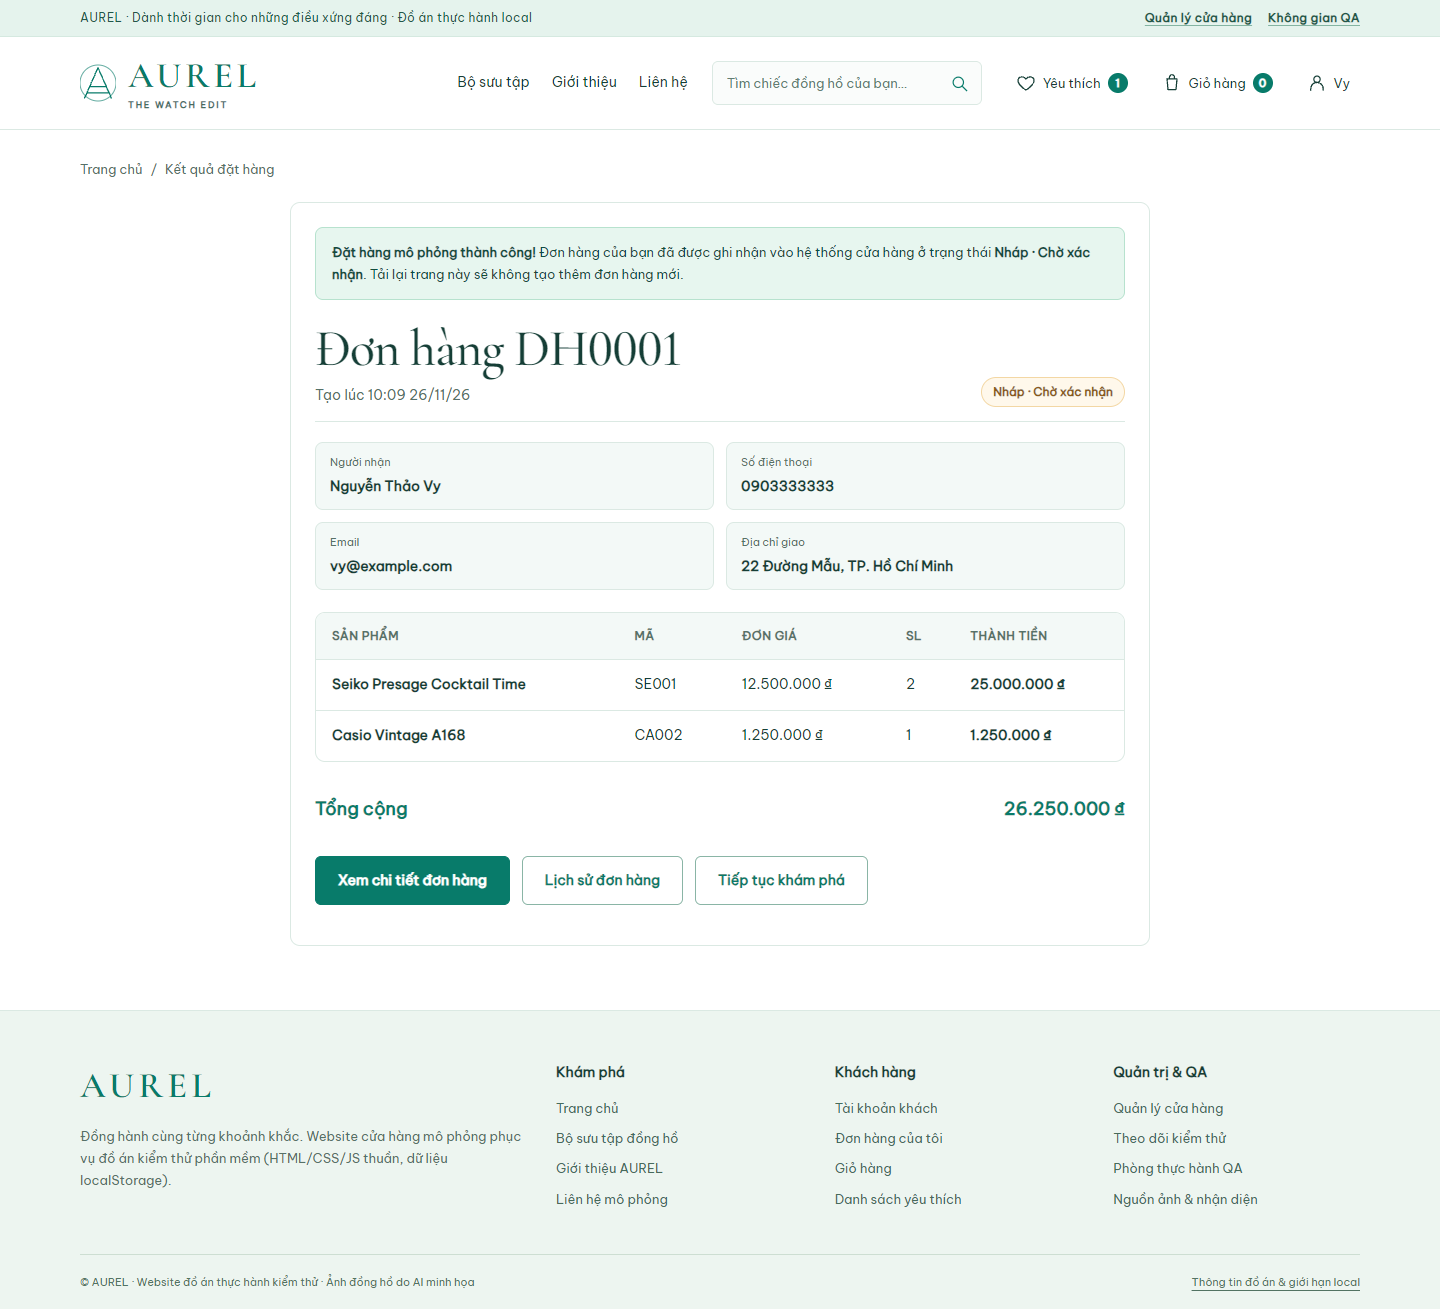 AUREL · Dành thời gian cho những điều xứng đáng · Đồ án thực hành local
Quản lý cửa hàng
Không gian QA
AUREL
THE WATCH EDIT
Bộ sưu tập
Giới thiệu
Liên hệ
Tìm chiếc đồng hồ của bạn...
Yêu thích 1
Giỏ hàng 0
Vy
Trang chủ / Kết quả đặt hàng
Đặt hàng mô phỏng thành công! Đơn hàng của bạn đã được ghi nhận vào hệ thống cửa hàng ở trạng thái Nháp · Chờ xác
nhận. Tải lại trang này sẽ không tạo thêm đơn hàng mới.
Đơn hàng DH0001
Tạo lúc 10:09 26/11/26
Nháp · Chờ xác nhận
Người nhận
Nguyễn Thảo Vy
Số điện thoại
0903333333
Email
vy@example.com
Địa chỉ giao
22 Đường Mẫu, TP. Hồ Chí Minh
SẢN PHẨM MÃ ĐƠN GIÁ SL THÀNH TIỀN
Seiko Presage Cocktail Time SE001 12.500.000 ₫ 2 25.000.000 ₫
Casio Vintage A168 CA002 1.250.000 ₫ 1 1.250.000 ₫
Tổng cộng 26.250.000 ₫
Xem chi tiết đơn hàng
Lịch sử đơn hàng
Tiếp tục khám phá
AUREL
Đồng hành cùng từng khoảnh khắc. Website cửa hàng mô phỏng phục
vụ đồ án kiểm thử phần mềm (HTML/CSS/JS thuần, dữ liệu
localStorage).
Khám phá
Trang chủ
Bộ sưu tập đồng hồ
Giới thiệu AUREL
Liên hệ mô phỏng
Khách hàng
Tài khoản khách
Đơn hàng của tôi
Giỏ hàng
Danh sách yêu thích
Quản trị & QA
Quản lý cửa hàng
Theo dõi kiểm thử
Phòng thực hành QA
Nguồn ảnh & nhận diện
© AUREL · Website đồ án thực hành kiểm thử · Ảnh đồng hồ do AI minh họa
Thông tin đồ án & giới hạn local